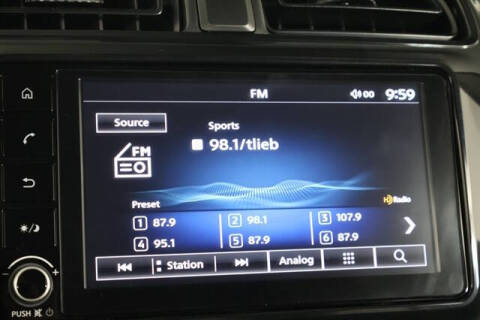 FM
00 9:59
Source
Sports
98.1/tlieb
FM
Preset
HD Radio
1 87.9 2 98.1 3 107.9
4 95.1 5 87.9 6 87.9
Station Analog
PUSH